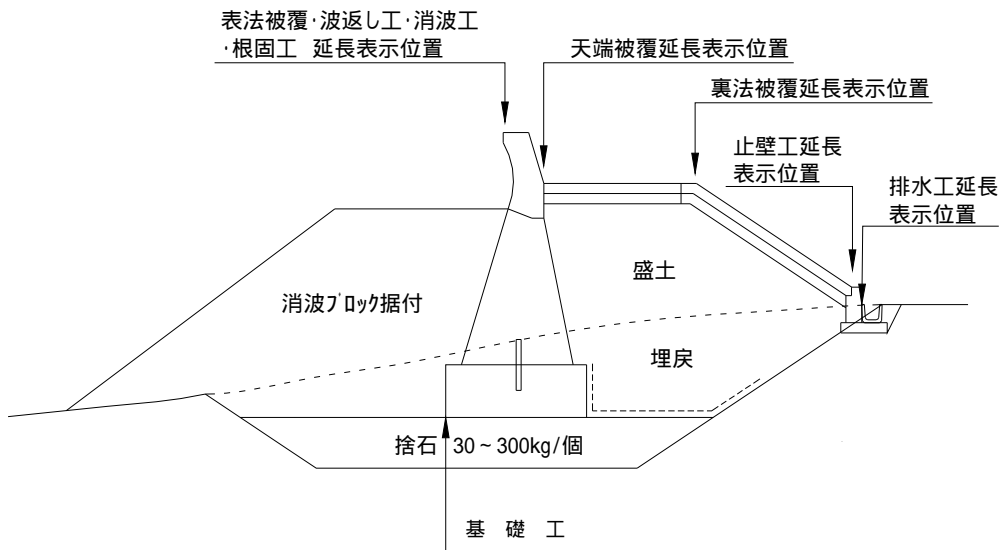 表法被覆･波返し工･消波工
･根固工 延長表示位置
天端被覆延長表示位置
裏法被覆延長表示位置
止壁工延長
表示位置
排水工延長
表示位置
盛土
消波ﾌﾞﾛｯｸ据付
埋戻
捨石 30～300kg/個
基 礎 工